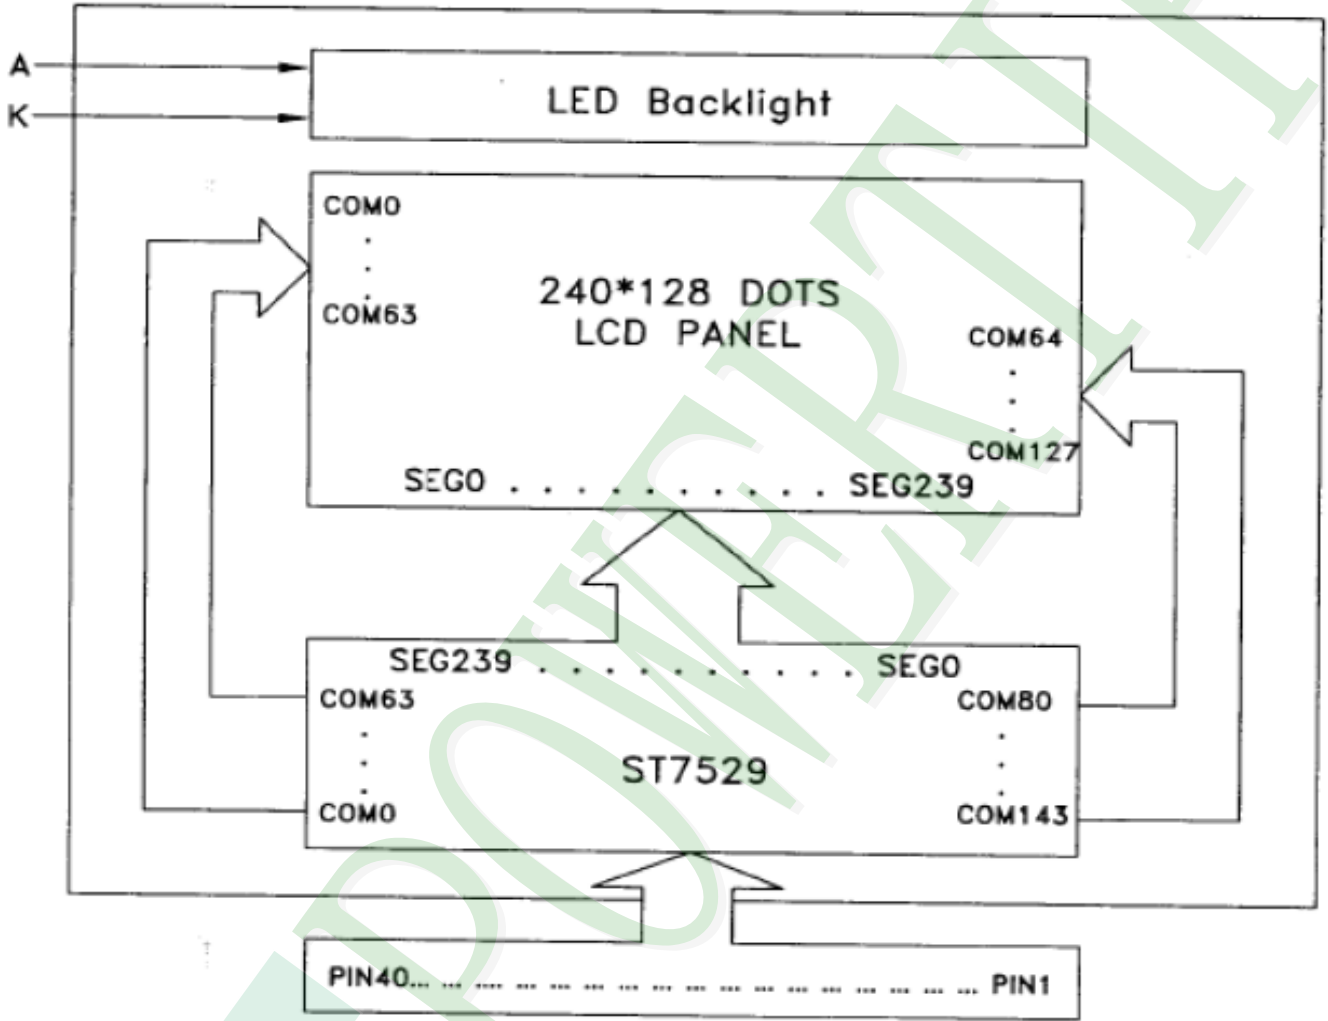 A
K
LED Backlight
COM0
.
.
.
COM63
240*128 DOTS
LCD PANEL
COM64
.
.
.
COM127
SEG0 . . . . . . . . . . SEG239
SEG239 . . . . . . . . . . SEG0
COM63
.
.
.
COM0
ST7529
COM80
.
.
.
COM143
PIN40... ... .... ... ... ... ... ... ... ... ... ... ... ... ... ... ... PIN1
POWERTI